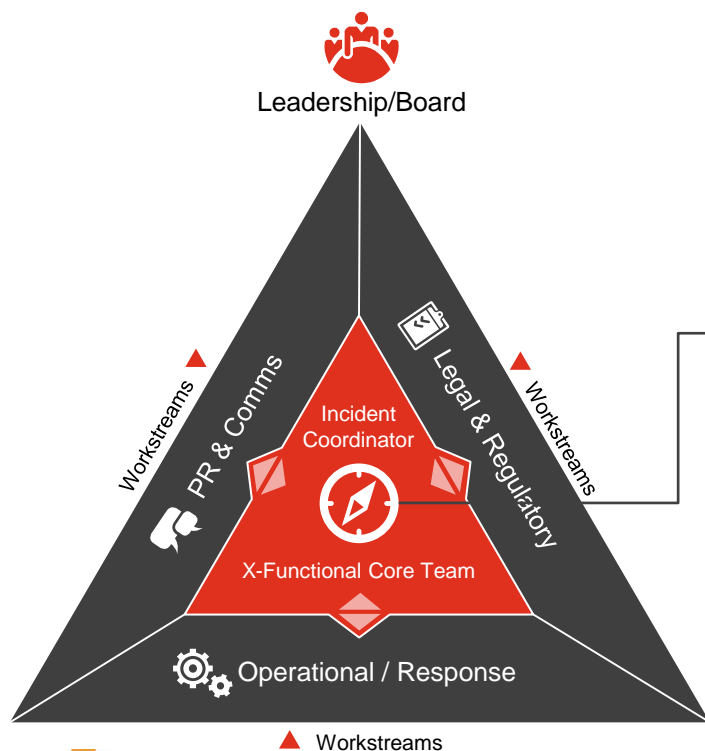 Leadership/Board
Workstreams
PR & Comms
Legal & Regulatory
Workstreams
Incident
Coordinator
X-Functional Core Team
Operational / Response
Workstreams